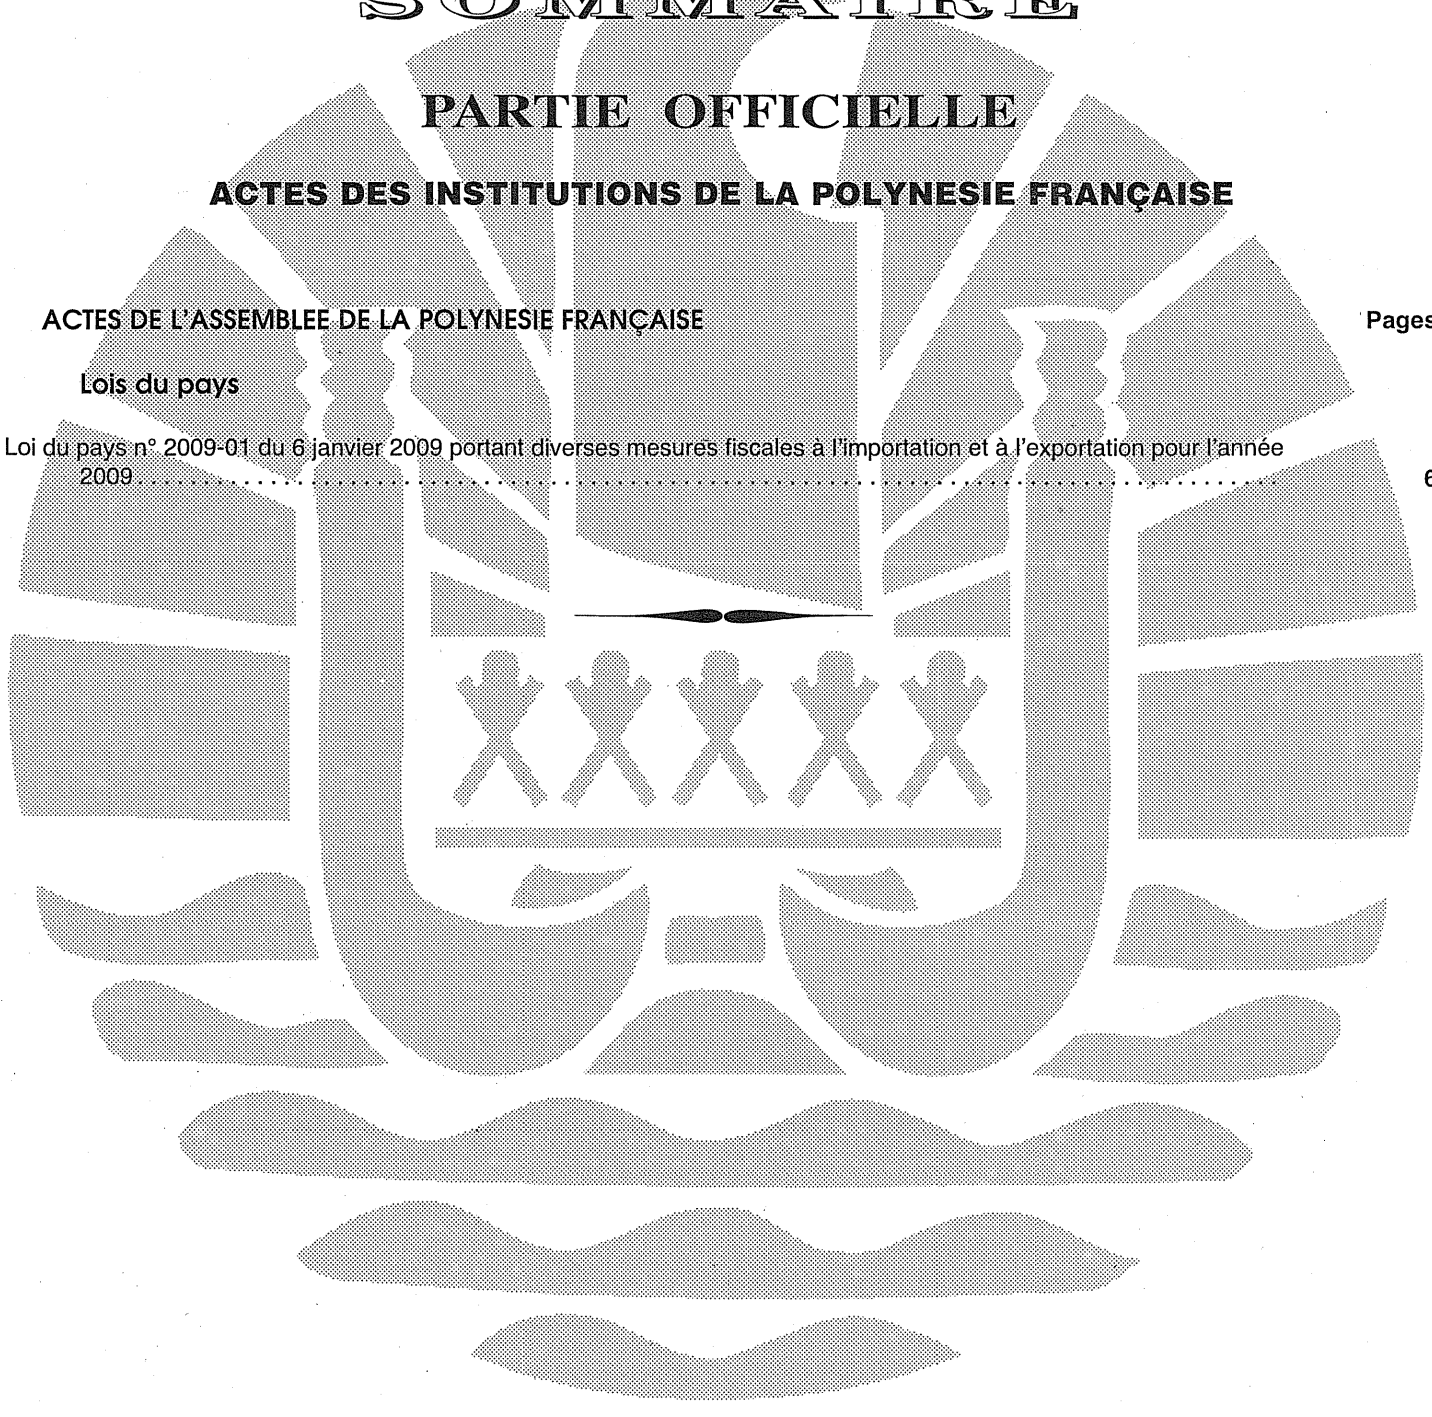 SOMMAIRE
PARTIE OFFICIELLE
ACTES DES INSTITUTIONS DE LA POLYNESIE FRANÇAISE
ACTES DE L'ASSEMBLEE DE LA POLYNESIE FRANÇAISE Pages
Lois du pays
Loi du pays n° 2009-01 du 6 janvier 2009 portant diverses mesures fiscales à l'importation et à l'exportation pour l'année
2009. . . . . . . . . . . . . . . . . . . . . . . . . . . . . . . . . . . . . . . . . . . . . . . . . . . . . . . . . . . . 6